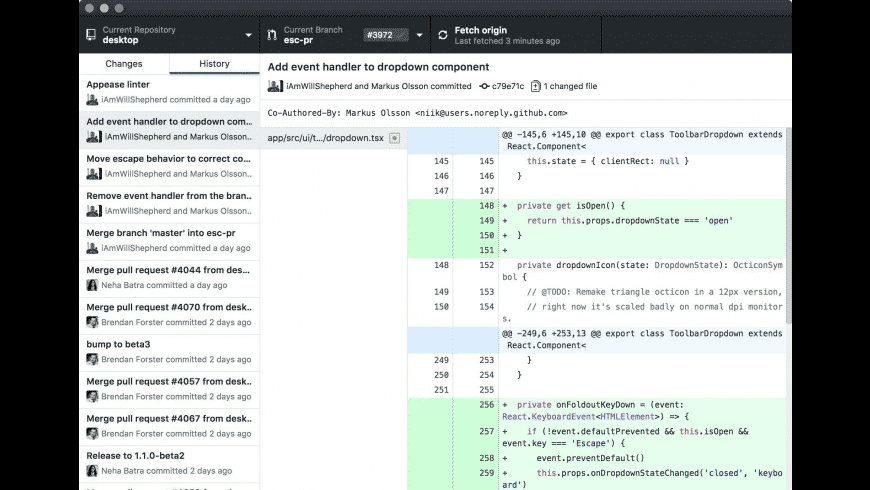 Current Repository
desktop
Current Branch
esc-pr
#3972
Fetch origin
Last fetched 3 minutes ago
Changes
History
Appease linter
iAmWillShepherd committed a day ago
Add event handler to dropdown com...
iAmWillShepherd and Markus Olsson...
Move escape behavior to correct co...
iAmWillShepherd and Markus Olsson...
Remove event handler from the bran...
iAmWillShepherd and Markus Olsson...
Merge branch 'master' into esc-pr
iAmWillShepherd committed a day ago
Merge pull request #4044 from des...
Neha Batra committed a day ago
Merge pull request #4070 from desk...
Brendan Forster committed 2 days ago
bump to beta3
Brendan Forster committed 2 days ago
Merge pull request #4057 from desk...
Brendan Forster committed 2 days ago
Merge pull request #4067 from desk...
Brendan Forster committed 2 days ago
Release to 1.1.0-beta2
Neha Batra committed 2 days ago
Add event handler to dropdown component
iAmWillShepherd and Markus Olsson committed c79e71c 1 changed file
Co-Authored-By: Markus Olsson <niik@users.noreply.github.com>
app/src/ui/t.../dropdown.tsx
@@ -145,6 +145,10 @@ export class ToolbarDropdown extends
React.Component<
145 145 this.state = { clientRect: null }
146 146 }
147 147
148 + private get isOpen() {
149 + return this.props.dropdownState === 'open'
150 + }
151 +
148 152 private dropdownIcon(state: DropdownState): OcticonSym
bol {
149 153 // @TODO: Remake triangle octicon in a 12px version,
150 154 // right now it's scaled badly on normal dpi monitor
s.
@@ -249,6 +253,13 @@ export class ToolbarDropdown extends
React.Component<
249 253 }
250 254 }
251 255
256 + private onFoldoutKeyDown = (event:
React.KeyboardEvent<HTMLElement>) => {
257 + if (!event.defaultPrevented && this.isOpen &&
event.key === 'Escape') {
258 + event.preventDefault()
259 + this.props.onDropdownStateChanged('closed', 'keybo
ard')